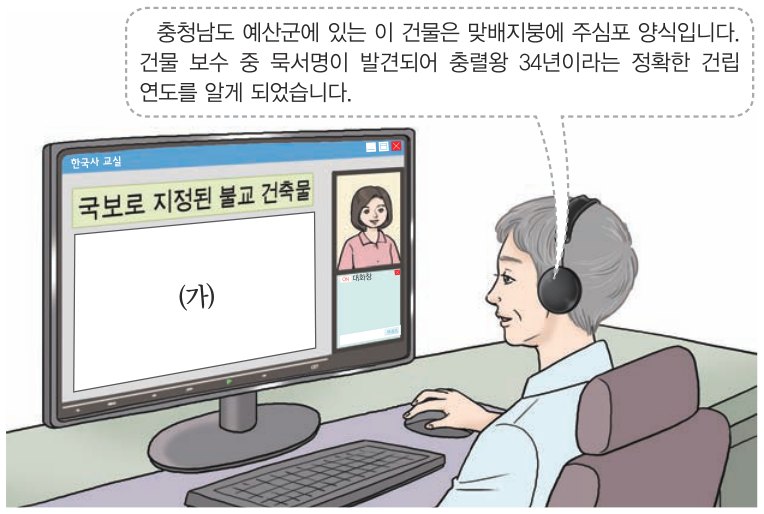 충청남도 예산군에 있는 이 건물은 맞배지붕에 주심포 양식입니다.
건물 보수 중 묵서명이 발견되어 충렬왕 34년이라는 정확한 건립
연도를 알게 되었습니다.
한국사 교실
국보로 지정된 불교 건축물
(가)
대화창